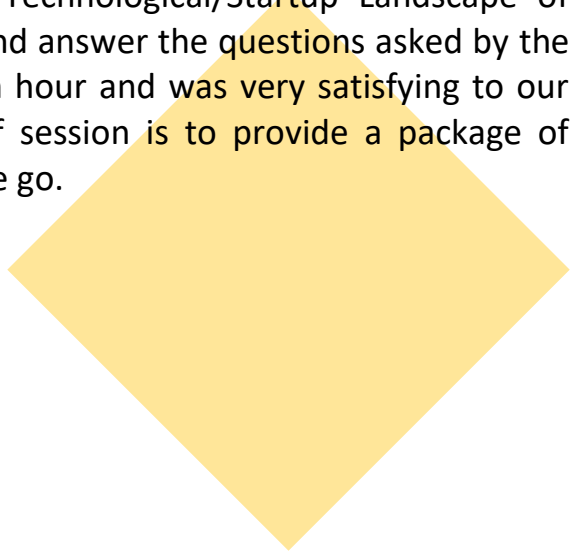 Technological/Startup Landscape of
nd answer the questions asked by the
hour and was very satisfying to our
session is to provide a package of
e go.